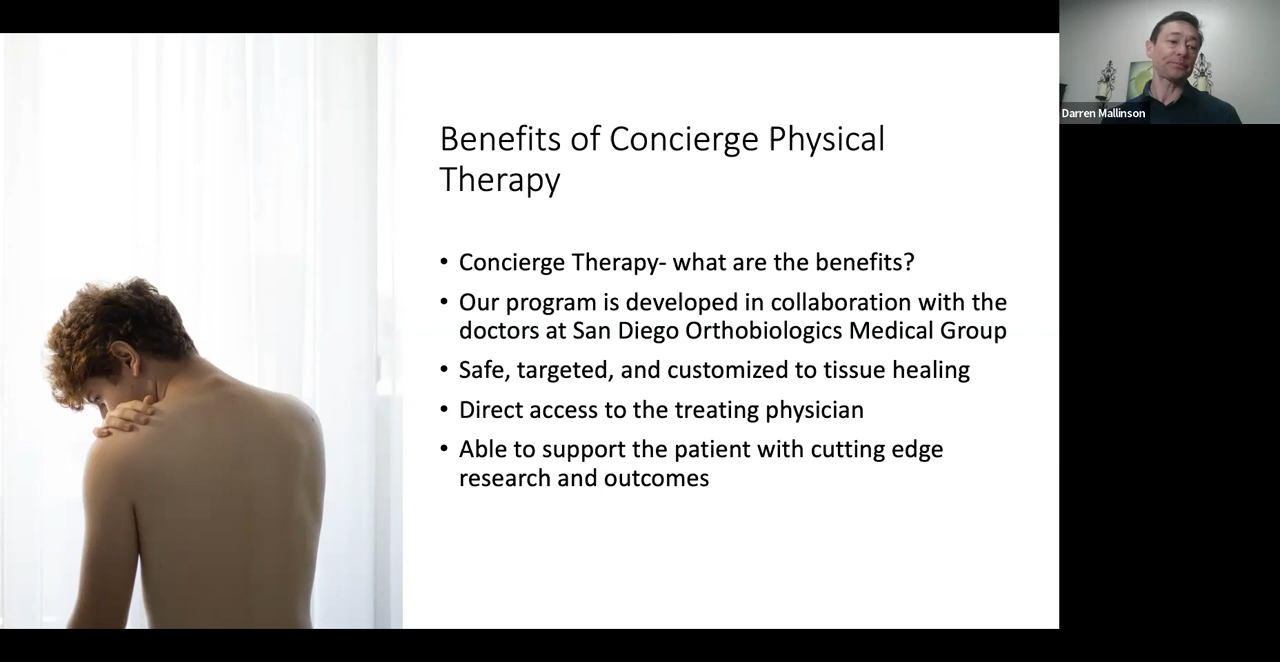 Benefits of Concierge Physical
Therapy
• Concierge Therapy- what are the benefits?
• Our program is developed in collaboration with the
doctors at San Diego Orthobiologics Medical Group
• Safe, targeted, and customized to tissue healing
• Direct access to the treating physician
• Able to support the patient with cutting edge
research and outcomes
Darren Mallinson